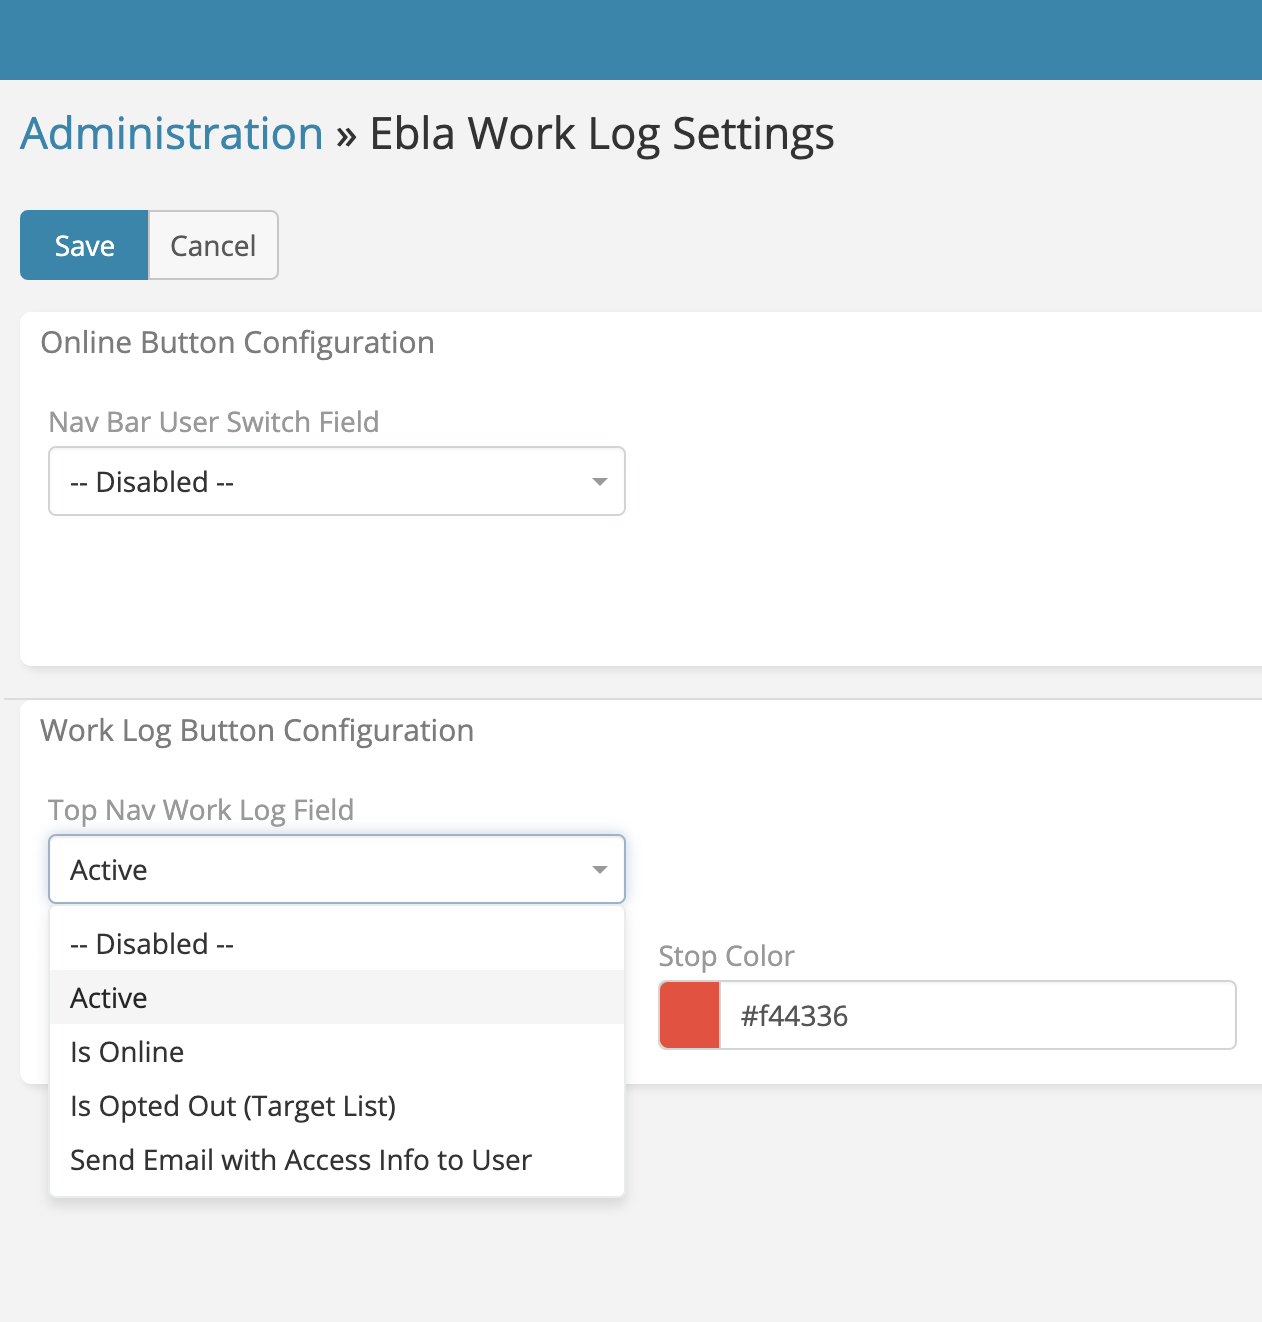 Administration » Ebla Work Log Settings
Save Cancel
Online Button Configuration
Nav Bar User Switch Field
-- Disabled --
Work Log Button Configuration
Top Nav Work Log Field
Active
-- Disabled --
Active
Is Online
Is Opted Out (Target List)
Send Email with Access Info to User
Stop Color
#f44336